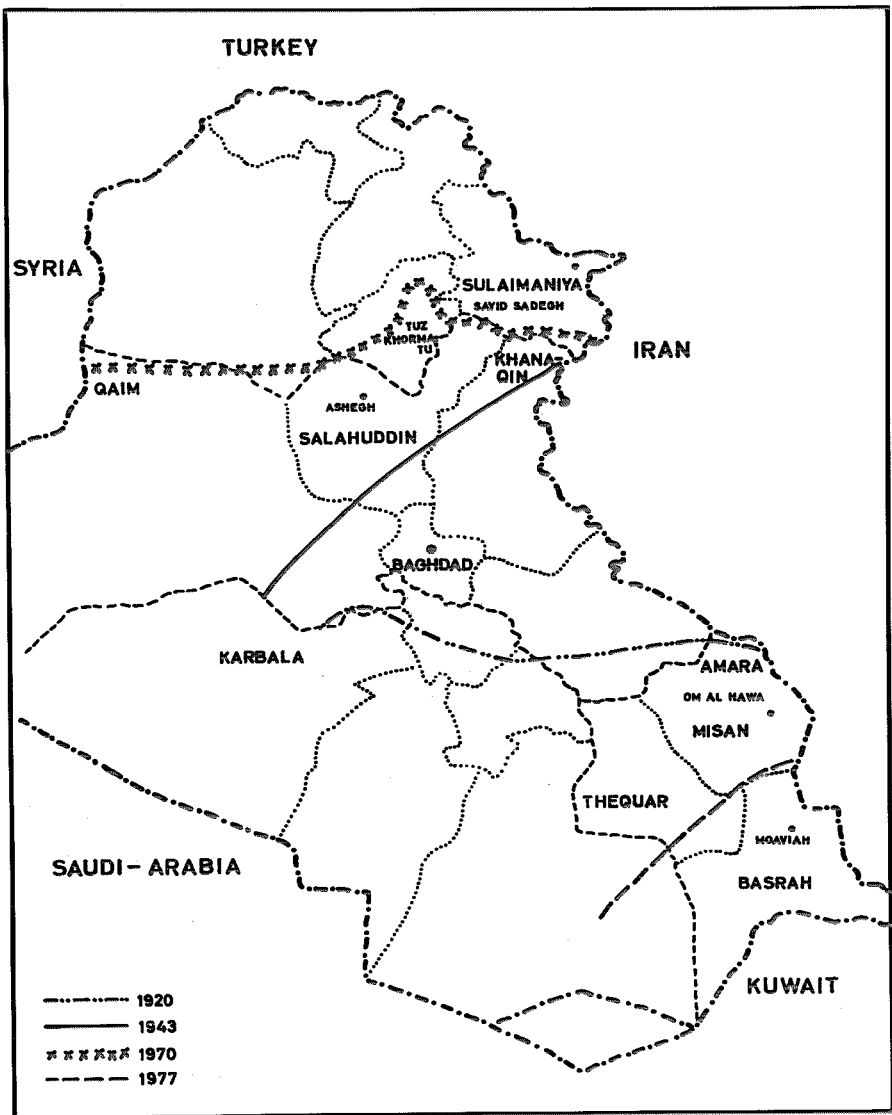 TURKEY
SYRIA
SULAIMANIYA
SAYID SADEGH
TUZ
KHORMA
TU
IRAN
KHANA-
QIN
QAIM
ASHEGH
SALAHUDDIN
BAGHDAD
KARBALA
AMARA
OM AL HAWA
MISAN
THEQUAR
MOAVIAH
SAUDI-ARABIA
BASRAH
KUWAIT
1920
1943
1970
1977